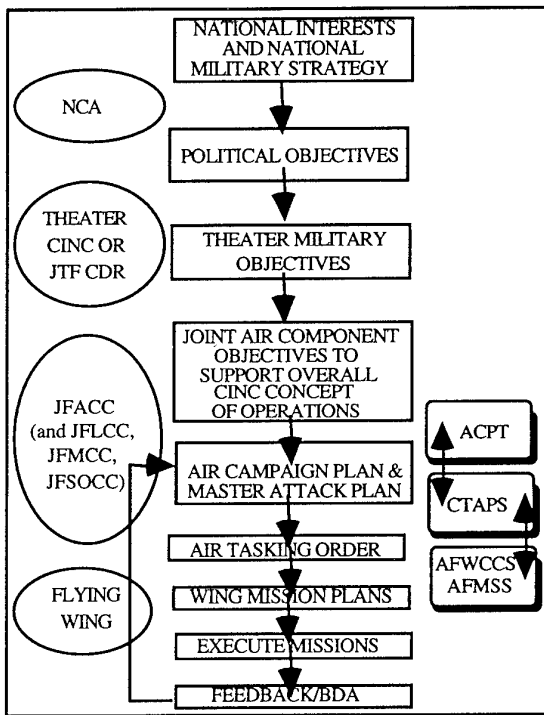 NATIONAL INTERESTS
AND NATIONAL
MILITARY STRATEGY
NCA
POLITICAL OBJECTIVES
THEATER
CINC OR
JTF CDR
THEATER MILITARY
OBJECTIVES
JOINT AIR COMPONENT
OBJECTIVES TO
SUPPORT OVERALL
CINC CONCEPT
OF OPERATIONS
JFACC
(and JFLCC,
JFMCC,
JFSOCC)
AIR CAMPAIGN PLAN &
MASTER ATTACK PLAN
ACPT
CTAPS
AFWCCS
AFMSS
AIR TASKING ORDER
FLYING
WING
WING MISSION PLANS
EXECUTE MISSIONS
FEEDBACK/BDA